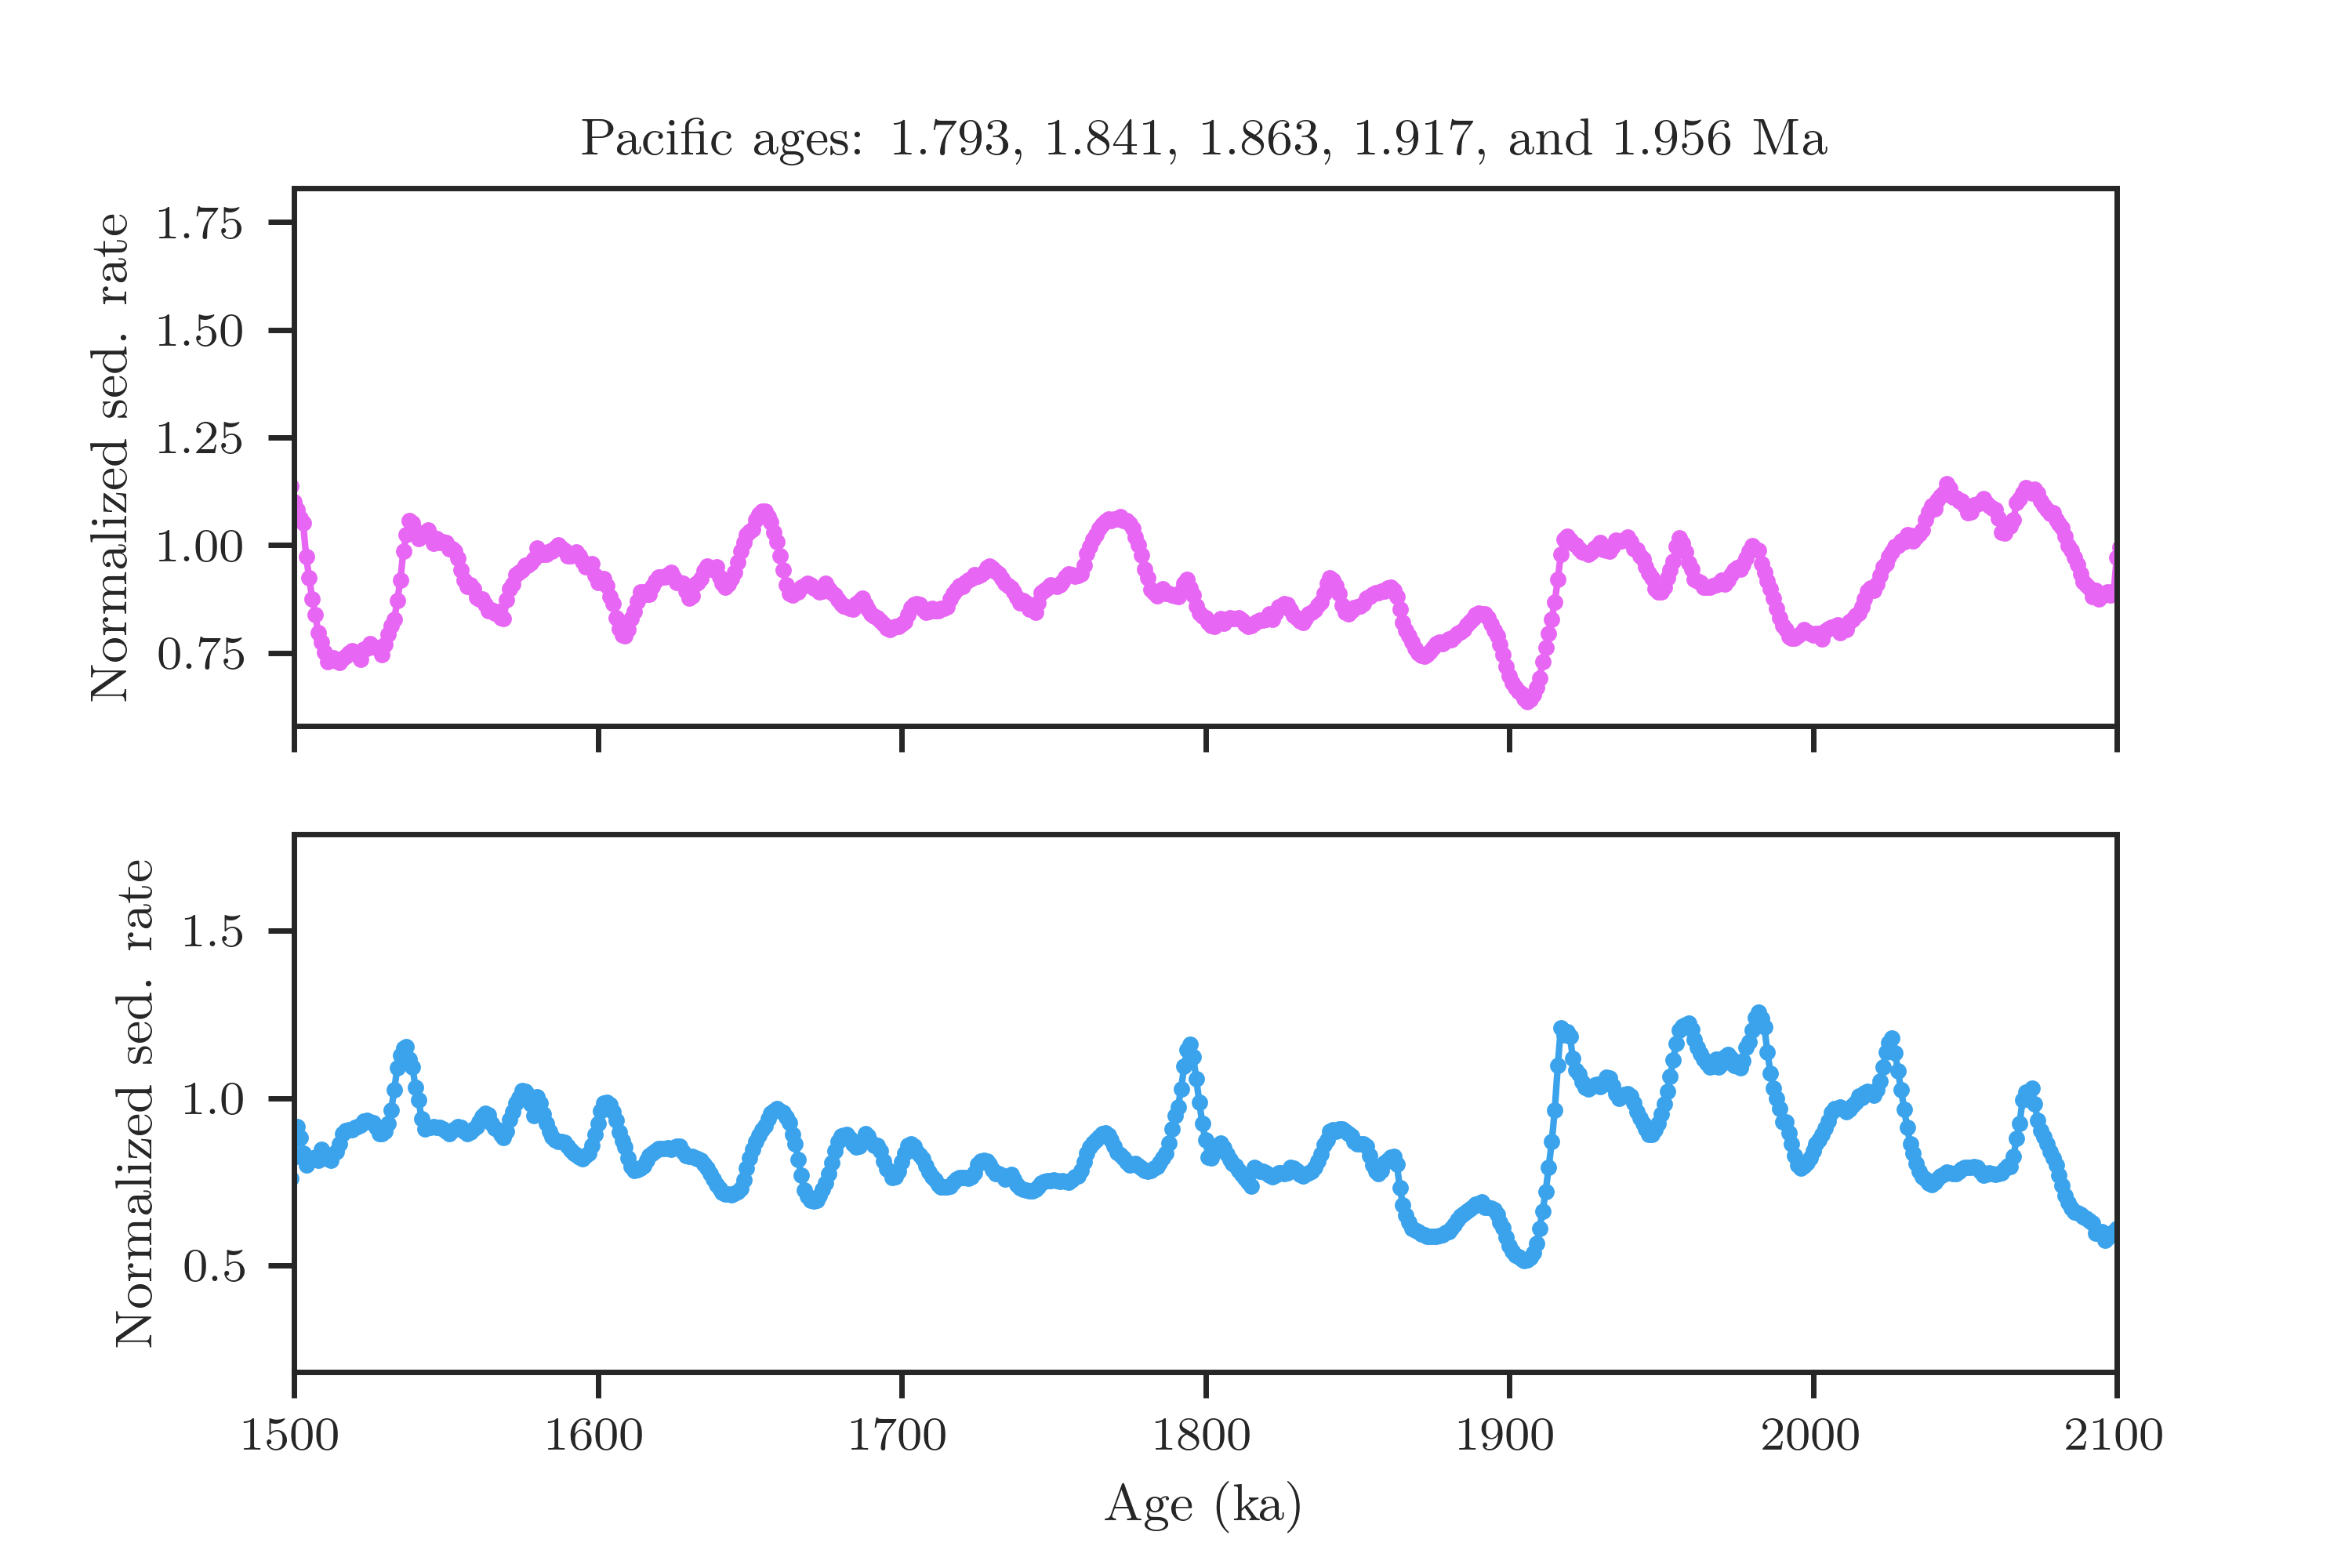 Pacific ages: 1.793, 1.841, 1.863, 1.917, and 1.956 Ma
Normalized sed. rate
1.75
1.50
1.25
1.00
0.75
Normalized sed. rate
1.5
1.0
0.5
1500 1600 1700 1800 1900 2000 2100
Age (ka)